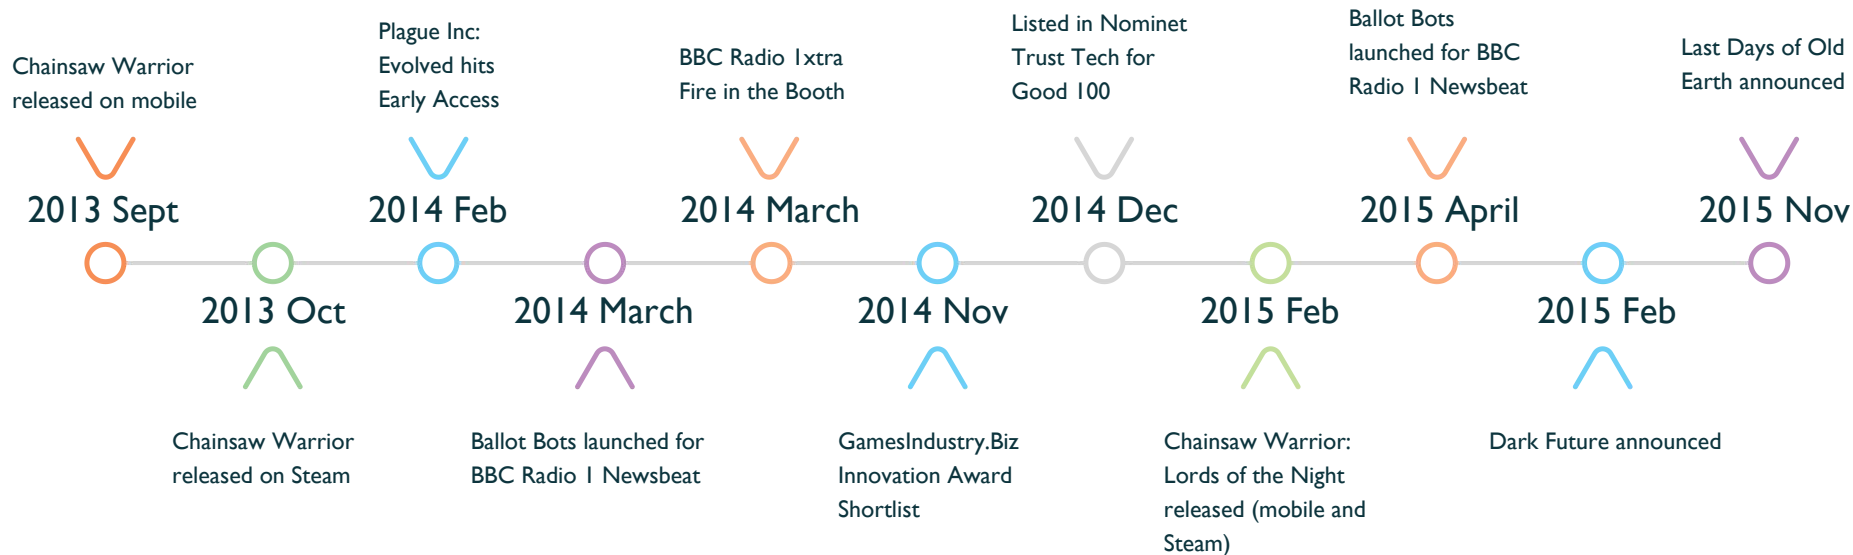 Chainsaw Warrior
released on mobile
2013 Sept
2013 Oct
Chainsaw Warrior
released on Steam
Plague Inc:
Evolved hits
Early Access
2014 Feb
2014 March
Ballot Bots launched for
BBC Radio 1 Newsbeat
BBC Radio 1xtra
Fire in the Booth
2014 March
2014 Nov
GamesIndustry.Biz
Innovation Award
Shortlist
Listed in Nominet
Trust Tech for
Good 100
2014 Dec
2015 Feb
Chainsaw Warrior:
Lords of the Night
released (mobile and
Steam)
Ballot Bots
launched for BBC
Radio 1 Newsbeat
2015 April
2015 Feb
Dark Future announced
Last Days of Old
Earth announced
2015 Nov